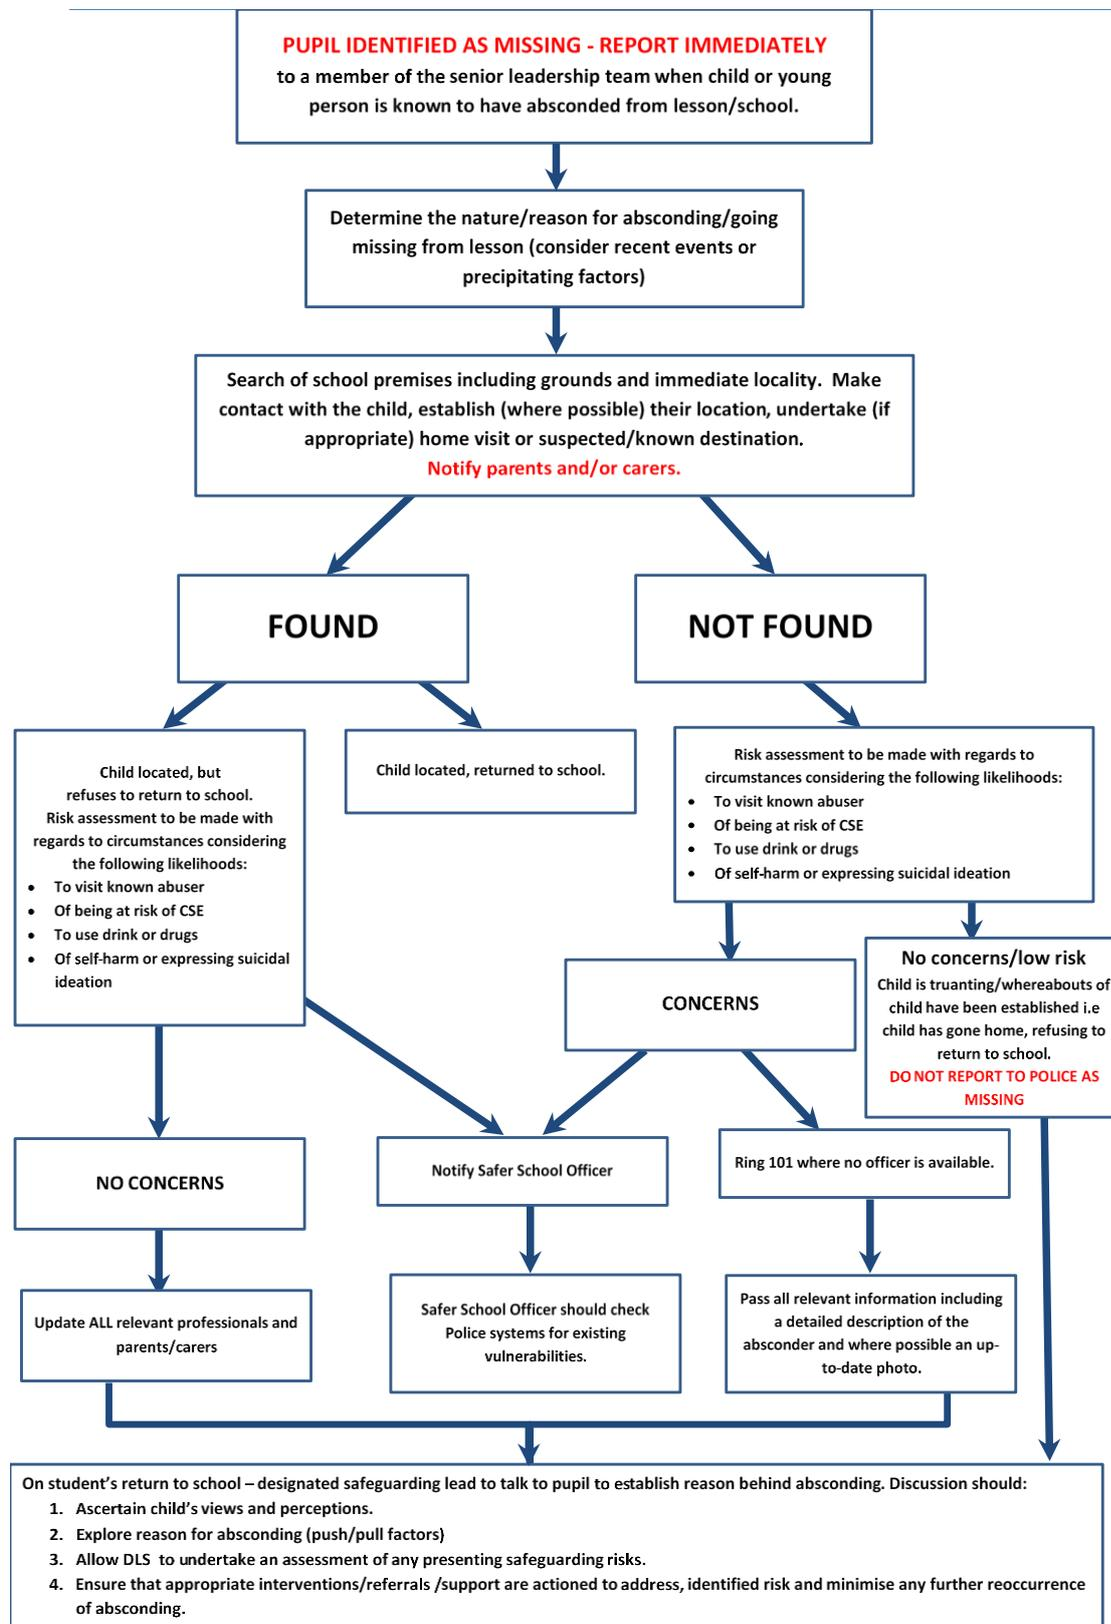 PUPIL IDENTIFIED AS MISSING - REPORT IMMEDIATELY
to a member of the senior leadership team when child or young
person is known to have absconded from lesson/school.
Determine the nature/reason for absconding/going
missing from lesson (consider recent events or
precipitating factors)
Search of school premises including grounds and immediate locality. Make
contact with the child, establish (where possible) their location, undertake (if
appropriate) home visit or suspected/known destination.
Notify parents and/or carers.
FOUND
NOT FOUND
Child located, but
refuses to return to school.
Risk assessment to be made with
regards to circumstances considering
the following likelihoods:
• To visit known abuser
• Of being at risk of CSE
• To use drink or drugs
• Of self-harm or expressing suicidal
ideation
Child located, returned to school.
Risk assessment to be made with regards to
circumstances considering the following likelihoods:
• To visit known abuser
• Of being at risk of CSE
• To use drink or drugs
• Of self-harm or expressing suicidal ideation
CONCERNS
No concerns/low risk
Child is truanting/whereabouts of
child have been established i.e
child has gone home, refusing to
return to school.
DO NOT REPORT TO POLICE AS
MISSING
NO CONCERNS
Notify Safer School Officer
Ring 101 where no officer is available.
Update ALL relevant professionals and
parents/carers
Safer School Officer should check
Police systems for existing
vulnerabilities.
Pass all relevant information including
a detailed description of the
absconder and where possible an up-
to-date photo.
On student's return to school – designated safeguarding lead to talk to pupil to establish reason behind absconding. Discussion should:
1. Ascertain child's views and perceptions.
2. Explore reason for absconding (push/pull factors)
3. Allow DLS to undertake an assessment of any presenting safeguarding risks.
4. Ensure that appropriate interventions/referrals /support are actioned to address, identified risk and minimise any further reoccurrence
of absconding.